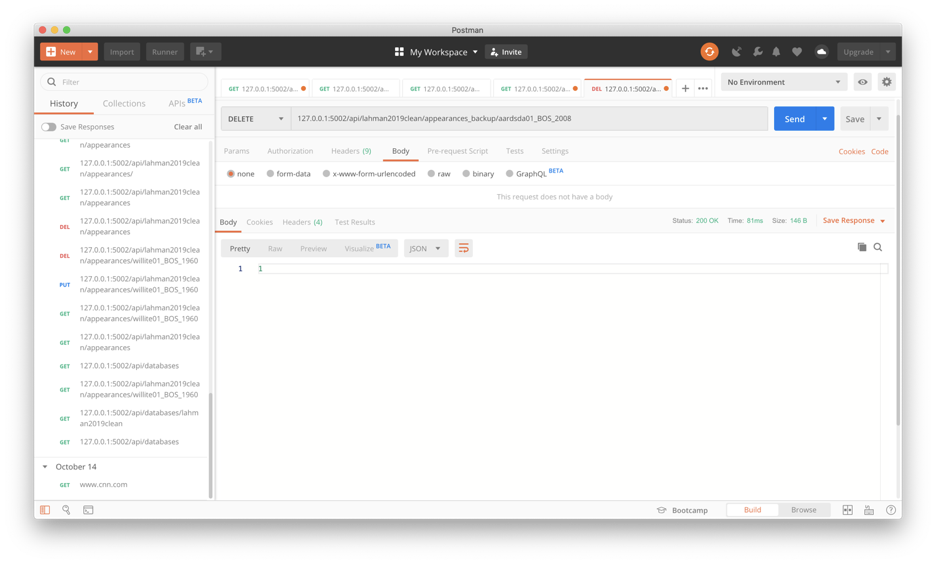 Postman
New
Import
Runner
My Workspace
Invite
Upgrade
Filter
History
Collections
APIs BETA
Save Responses
Clear all
GET
n/appearances
GET
127.0.0.1:5002/api/lahman2019clea
n/appearances/
GET
127.0.0.1:5002/api/lahman2019clea
n/appearances
DEL
127.0.0.1:5002/api/lahman2019clea
n/appearances
DEL
127.0.0.1:5002/api/lahman2019clea
n/appearances/willite01_BOS_1960
PUT
127.0.0.1:5002/api/lahman2019clea
n/appearances/willite01_BOS_1960
GET
127.0.0.1:5002/api/lahman2019clea
n/appearances/willite01_BOS_1960
GET
127.0.0.1:5002/api/lahman2019clea
n/appearances
GET
127.0.0.1:5002/api/databases
GET
127.0.0.1:5002/api/lahman2019clea
n/appearances/willite01_BOS_1960
GET
127.0.0.1:5002/api/databases/lahm
an2019clean
GET
127.0.0.1:5002/api/databases
October 14
GET
www.cnn.com
GET 127.0.0.1:5002/a...
GET 127.0.0.1:5002/a...
GET 127.0.0.1:5002/a...
GET 127.0.0.1:5002/a...
DEL 127.0.0.1:5002/a...
No Environment
DELETE
127.0.0.1:5002/api/lahman2019clean/appearances_backup/aardsda01_BOS_2008
Send
Save
Params
Authorization
Headers (9)
Body
Pre-request Script
Tests
Settings
Cookies
Code
none
form-data
x-www-form-urlencoded
raw
binary
GraphQL BETA
This request does not have a body
Body
Cookies
Headers (4)
Test Results
Status: 200 OK
Time: 81ms
Size: 146 B
Save Response
Pretty
Raw
Preview
Visualize BETA
JSON
1
1
Bootcamp
Build
Browse